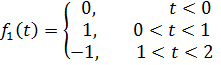 f₁(t) = { 0, t < 0
1, 0 < t < 1
−1, 1 < t < 2